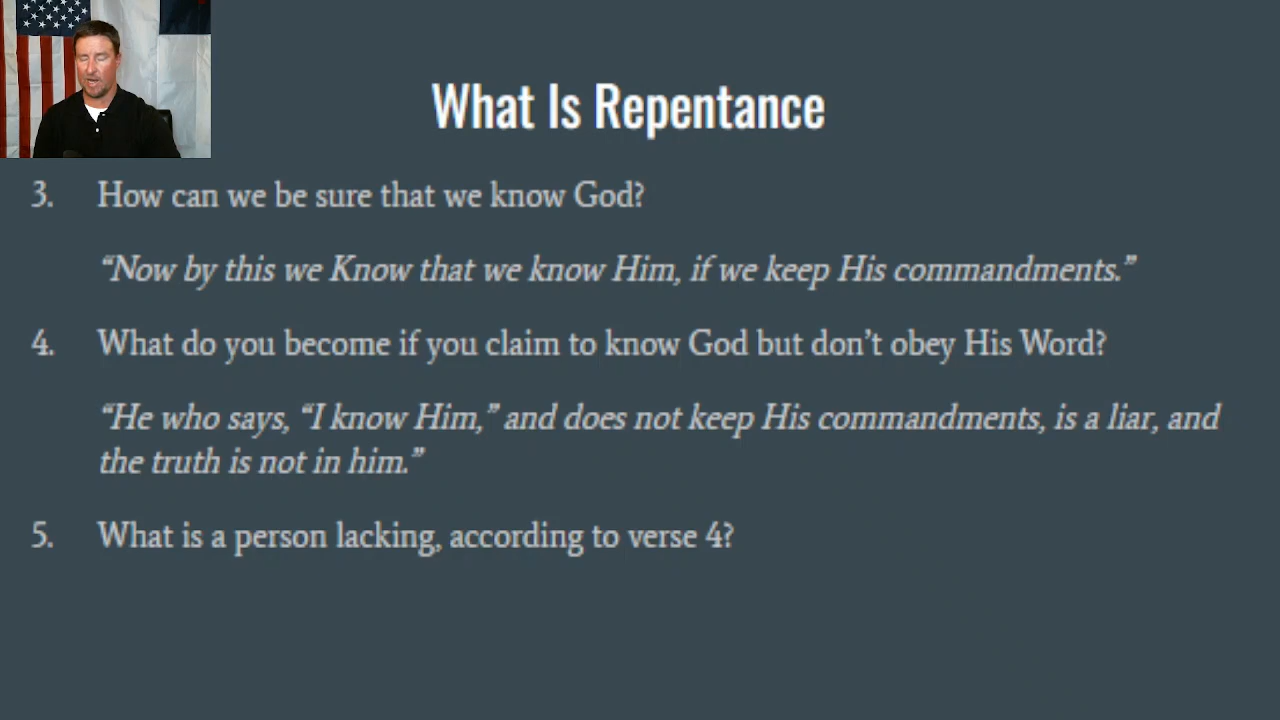 What Is Repentance
3. How can we be sure that we know God?
“Now by this we Know that we know Him, if we keep His commandments.”
4. What do you become if you claim to know God but don’t obey His Word?
“He who says, “I know Him,” and does not keep His commandments, is a liar, and
the truth is not in him.”
5. What is a person lacking, according to verse 4?